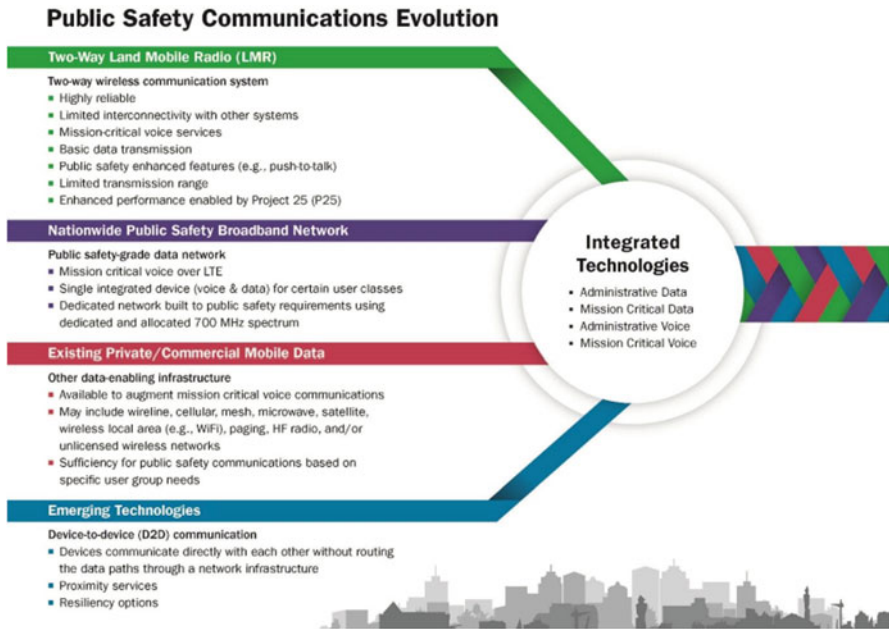 Public Safety Communications Evolution
Two-Way Land Mobile Radio (LMR)
Two-way wireless communication system
▪ Highly reliable
▪ Limited interconnectivity with other systems
▪ Mission-critical voice services
▪ Basic data transmission
▪ Public safety enhanced features (e.g., push-to-talk)
▪ Limited transmission range
▪ Enhanced performance enabled by Project 25 (P25)
Nationwide Public Safety Broadband Network
Public safety-grade data network
▪ Mission critical voice over LTE
▪ Single integrated device (voice & data) for certain user classes
▪ Dedicated network built to public safety requirements using
dedicated and allocated 700 MHz spectrum
Existing Private/Commercial Mobile Data
Other data-enabling infrastructure
▪ Available to augment mission critical voice communications
▪ May include wireline, cellular, mesh, microwave, satellite,
wireless local area (e.g., WiFi), paging, HF radio, and/or
unlicensed wireless networks
▪ Sufficiency for public safety communications based on
specific user group needs
Emerging Technologies
Device-to-device (D2D) communication
▪ Devices communicate directly with each other without routing
the data paths through a network infrastructure
▪ Proximity services
▪ Resiliency options
Integrated
Technologies
▪ Administrative Data
▪ Mission Critical Data
▪ Administrative Voice
▪ Mission Critical Voice